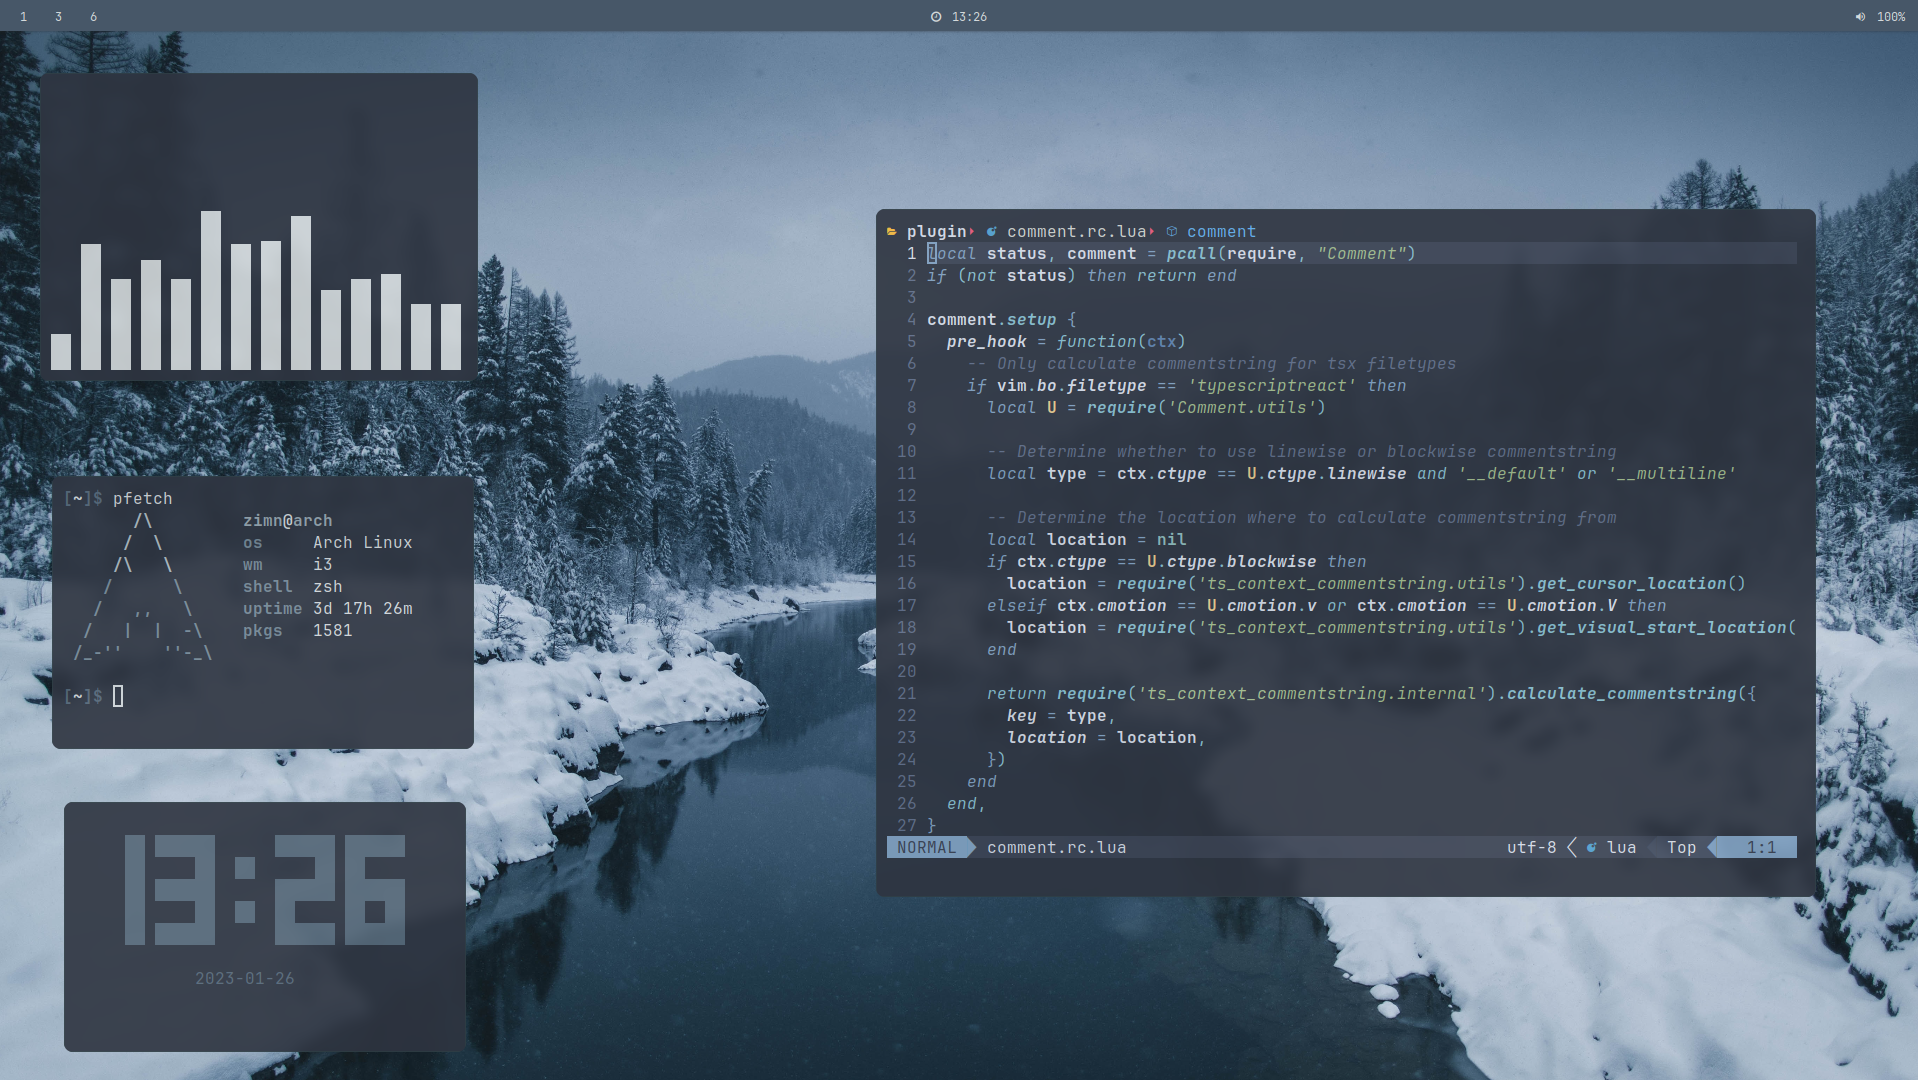 1 3 6
13:26
100%
[~]$ pfetch
/\
/  \
/\   \
/      \
/   ,,   \
/   |  |  -\
/_-''    ''-_\
zimn@arch
os Arch Linux
wm i3
shell zsh
uptime 3d 17h 26m
pkgs 1581
[~]$
13:26
2023-01-26
plugin comment.rc.lua comment
1 local status, comment = pcall(require, "Comment")
2 if (not status) then return end
3
4 comment.setup {
5   pre_hook = function(ctx)
6     -- Only calculate commentstring for tsx filetypes
7     if vim.bo.filetype == 'typescriptreact' then
8       local U = require('Comment.utils')
9
10       -- Determine whether to use linewise or blockwise commentstring
11       local type = ctx.ctype == U.ctype.linewise and '__default' or '__multiline'
12
13       -- Determine the location where to calculate commentstring from
14       local location = nil
15       if ctx.ctype == U.ctype.blockwise then
16         location = require('ts_context_commentstring.utils').get_cursor_location()
17       elseif ctx.cmotion == U.cmotion.v or ctx.cmotion == U.cmotion.V then
18         location = require('ts_context_commentstring.utils').get_visual_start_location(
19       end
20
21       return require('ts_context_commentstring.internal').calculate_commentstring({
22         key = type,
23         location = location,
24       })
25     end
26   end,
27 }
NORMAL comment.rc.lua utf-8 lua Top 1:1